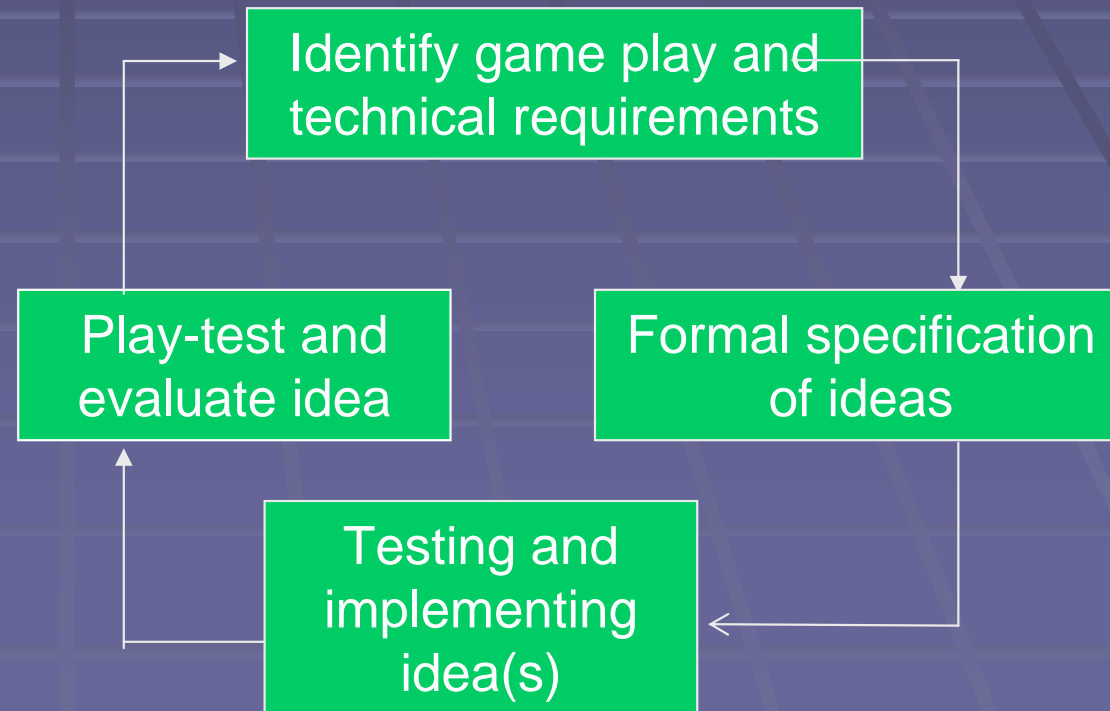 Identify game play and
technical requirements
Play-test and
evaluate idea
Formal specification
of ideas
Testing and
implementing
idea(s)